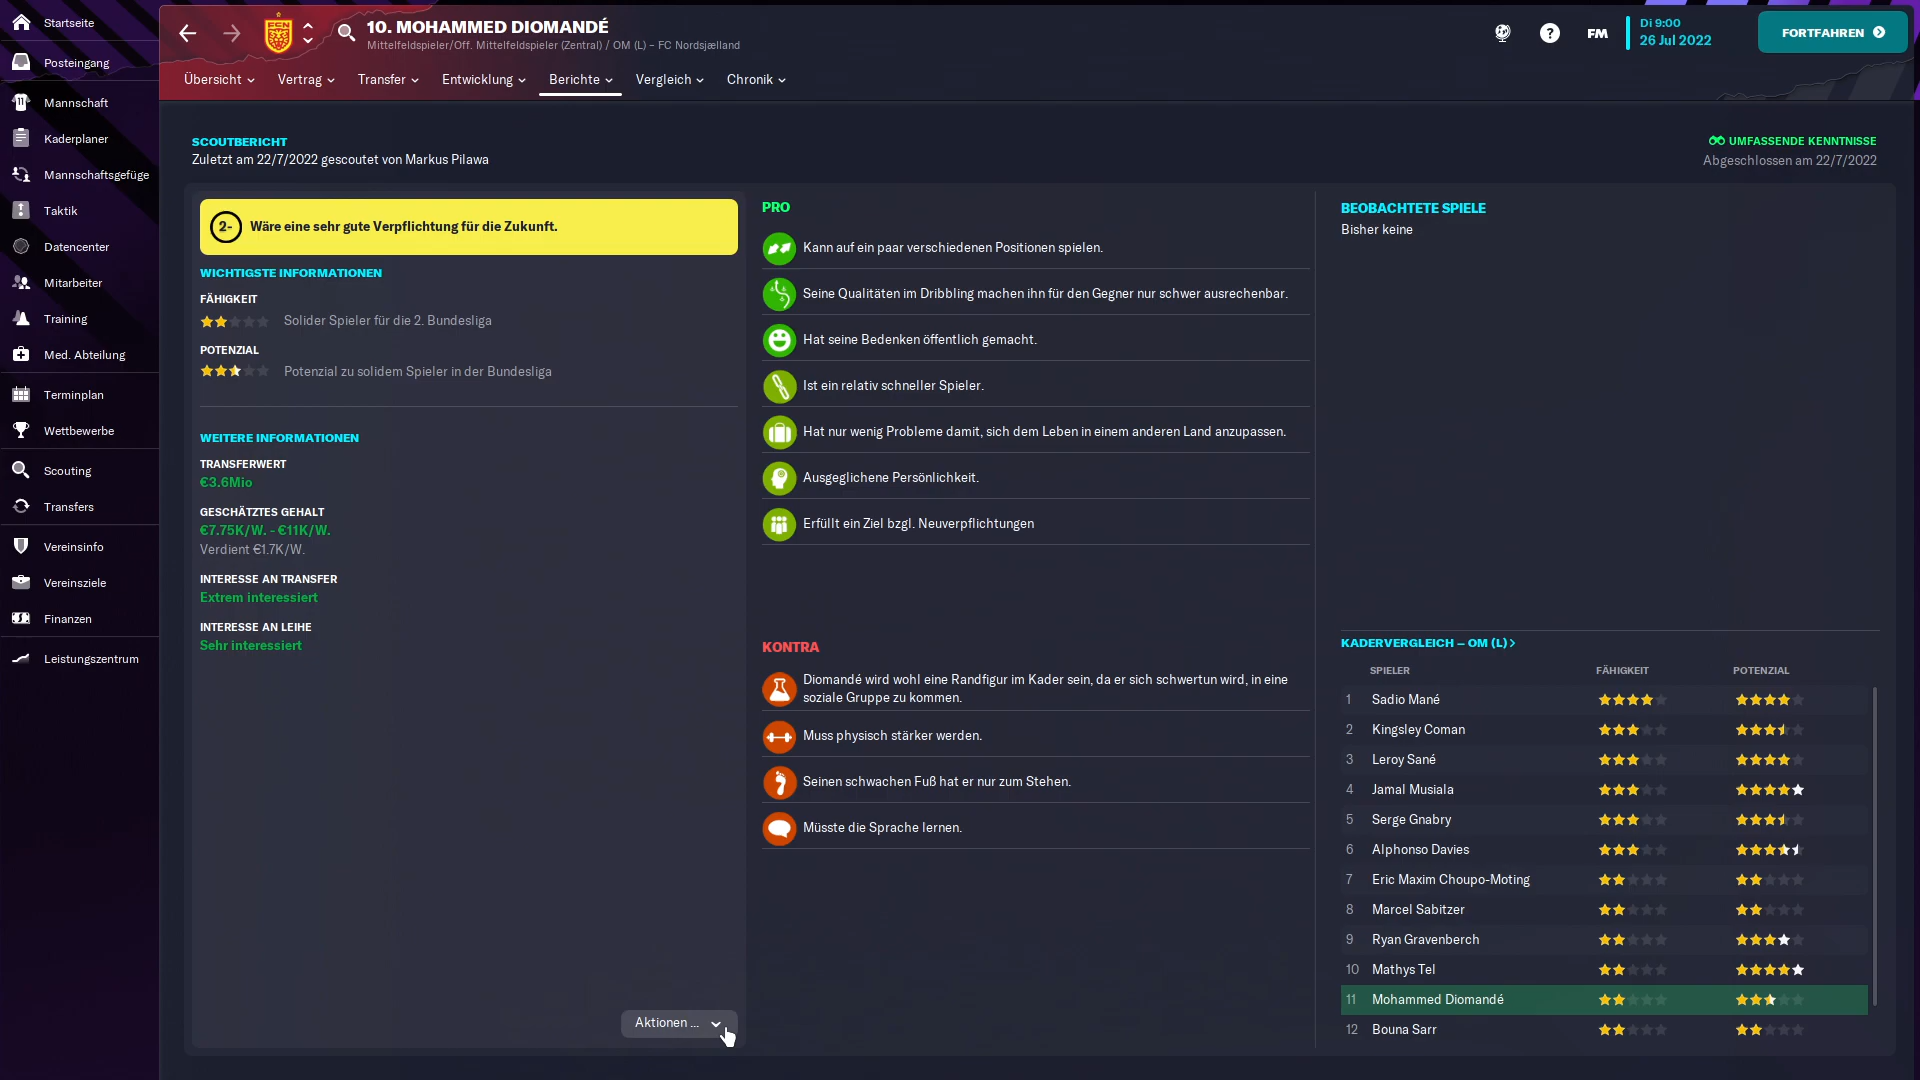 Startseite
Posteingang
Mannschaft
Kaderplaner
Mannschaftsgefüge
Taktik
Datencenter
Mitarbeiter
Training
Med. Abteilung
Terminplan
Wettbewerbe
Scouting
Transfers
Vereinsinfo
Vereinsziele
Finanzen
Leistungszentrum
FCN
10. MOHAMMED DIOMANDÉ
Mittelfeldspieler/Off. Mittelfeldspieler (Zentral) / OM (L) – FC Nordsjælland
?
FM
Di 9:00
26 Jul 2022
FORTFAHREN
Übersicht
Vertrag
Transfer
Entwicklung
Berichte
Vergleich
Chronik
SCOUTBERICHT
Zuletzt am 22/7/2022 gescoutet von Markus Pilawa
UMFASSENDE KENNTNISSE
Abgeschlossen am 22/7/2022
2- Wäre eine sehr gute Verpflichtung für die Zukunft.
WICHTIGSTE INFORMATIONEN
FÄHIGKEIT
Solider Spieler für die 2. Bundesliga
POTENZIAL
Potenzial zu solidem Spieler in der Bundesliga
WEITERE INFORMATIONEN
TRANSFERWERT
€3.6Mio
GESCHÄTZTES GEHALT
€7.75K/W. - €11K/W.
Verdient €1.7K/W.
INTERESSE AN TRANSFER
Extrem interessiert
INTERESSE AN LEIHE
Sehr interessiert
Aktionen ...
PRO
Kann auf ein paar verschiedenen Positionen spielen.
Seine Qualitäten im Dribbling machen ihn für den Gegner nur schwer ausrechenbar.
Hat seine Bedenken öffentlich gemacht.
Ist ein relativ schneller Spieler.
Hat nur wenig Probleme damit, sich dem Leben in einem anderen Land anzupassen.
Ausgeglichene Persönlichkeit.
Erfüllt ein Ziel bzgl. Neuverpflichtungen
KONTRA
Diomandé wird wohl eine Randfigur im Kader sein, da er sich schwertun wird, in eine
soziale Gruppe zu kommen.
Muss physisch stärker werden.
Seinen schwachen Fuß hat er nur zum Stehen.
Müsste die Sprache lernen.
BEOBACHTETE SPIELE
Bisher keine
KADERVERGLEICH – OM (L)
SPIELER FÄHIGKEIT POTENZIAL
1 Sadio Mané
2 Kingsley Coman
3 Leroy Sané
4 Jamal Musiala
5 Serge Gnabry
6 Alphonso Davies
7 Eric Maxim Choupo-Moting
8 Marcel Sabitzer
9 Ryan Gravenberch
10 Mathys Tel
11 Mohammed Diomandé
12 Bouna Sarr